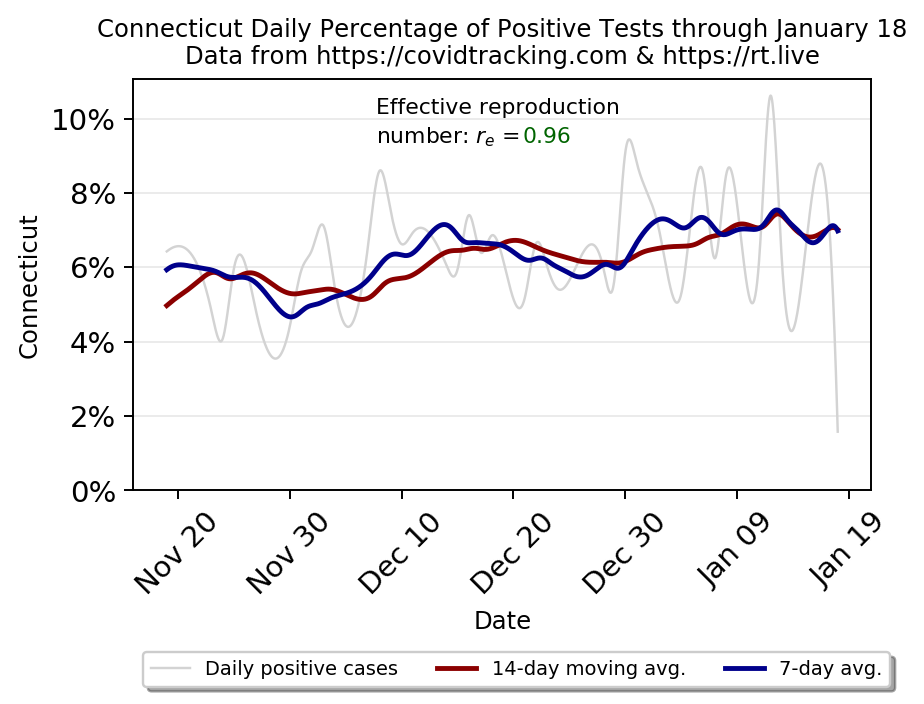 Connecticut Daily Percentage of Positive Tests through January 18
Data from https://covidtracking.com & https://rt.live
Effective reproduction
number: rₑ = 0.96
10%
8%
6%
4%
2%
0%
Connecticut
Nov 20
Nov 30
Dec 10
Dec 20
Dec 30
Jan 09
Jan 19
Date
Daily positive cases
14-day moving avg.
7-day avg.